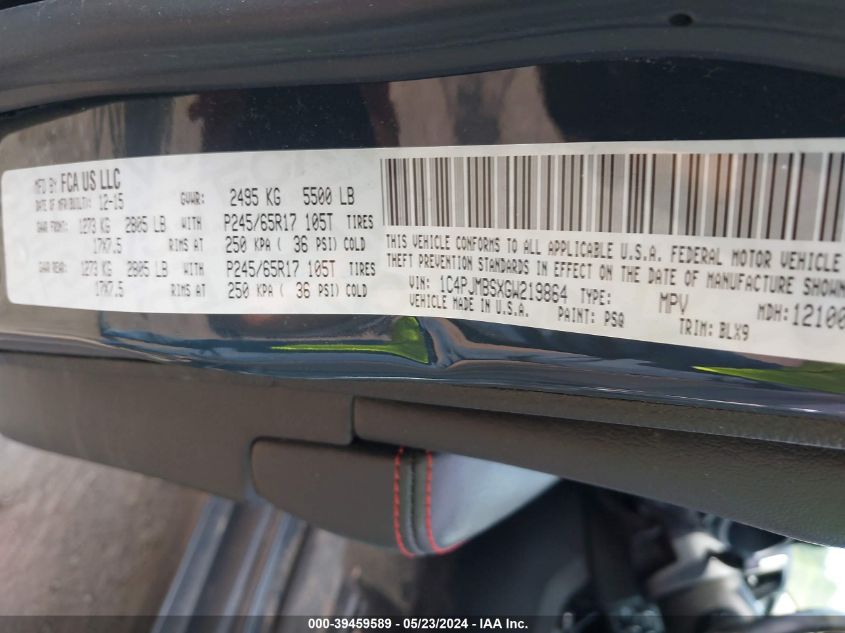 MFD BY FCA US LLC
DATE OF MFR/BUILT: 12-15 GVWR: 2495 KG 5500 LB
GAWR FRONT: 1273 KG 2805 LB WITH P245/65R17 105T TIRES
17X7.5 RIMS AT 250 KPA ( 36 PSI) COLD
GAWR REAR: 1273 KG 2805 LB WITH P245/65R17 105T TIRES
17X7.5 RIMS AT 250 KPA ( 36 PSI) COLD
THIS VEHICLE CONFORMS TO ALL APPLICABLE U.S.A. FEDERAL MOTOR VEHICLE
THEFT PREVENTION STANDARDS IN EFFECT ON THE DATE OF MANUFACTURE SHOWN
VIN: 1C4PJMBSXGW219864 TYPE: MPV MDH:12100
VEHICLE MADE IN U.S.A. PAINT: PSQ TRIM: BLX9
000-39459589 - 05/23/2024 - IAA Inc.